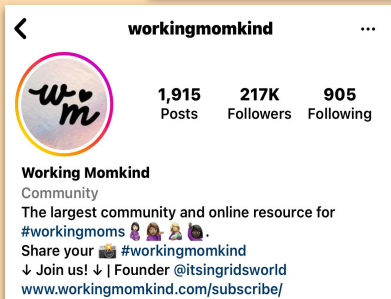 workingmomkind
wm
1,915 217K 905
Posts Followers Following
Working Momkind
Community
The largest community and online resource for
#workingmoms 🤱🏻💁🏽‍♀️👩🏼‍🍼🙋🏿‍♀️.
Share your 📸 #workingmomkind
↓ Join us! ↓ | Founder @itsingridsworld
www.workingmomkind.com/subscribe/